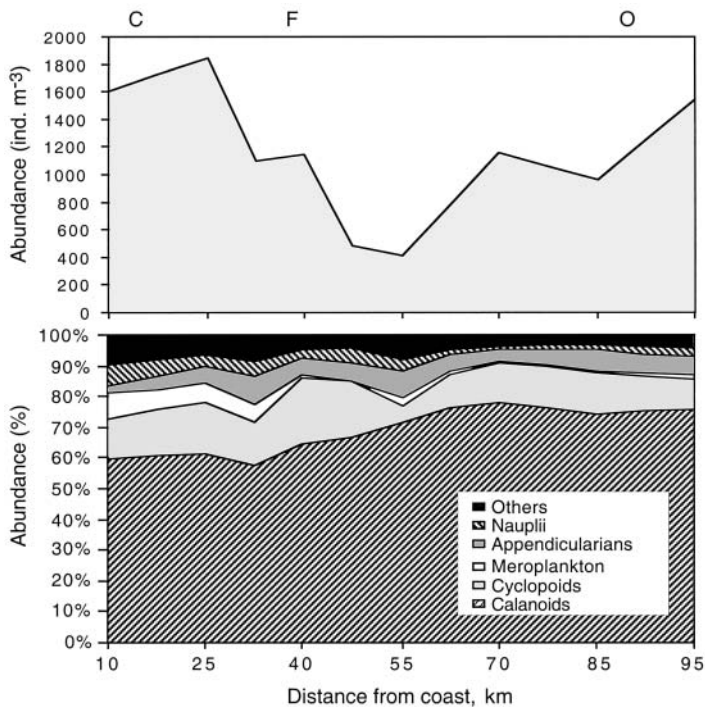 C F O
Abundance (ind. m-3)
2000
1800
1600
1400
1200
1000
800
600
400
200
0
Abundance (%)
100%
90%
80%
70%
60%
50%
40%
30%
20%
10%
0%
Others
Nauplii
Appendicularians
Meroplankton
Cyclopoids
Calanoids
10 25 40 55 70 85 95
Distance from coast, km